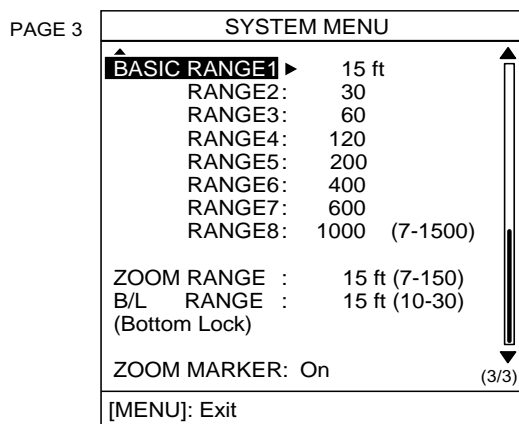 PAGE 3
SYSTEM MENU
BASIC RANGE1 ► 15 ft
RANGE2: 30
RANGE3: 60
RANGE4: 120
RANGE5: 200
RANGE6: 400
RANGE7: 600
RANGE8: 1000 (7-1500)
ZOOM RANGE : 15 ft (7-150)
B/L RANGE : 15 ft (10-30)
(Bottom Lock)
ZOOM MARKER: On
(3/3)
[MENU]: Exit